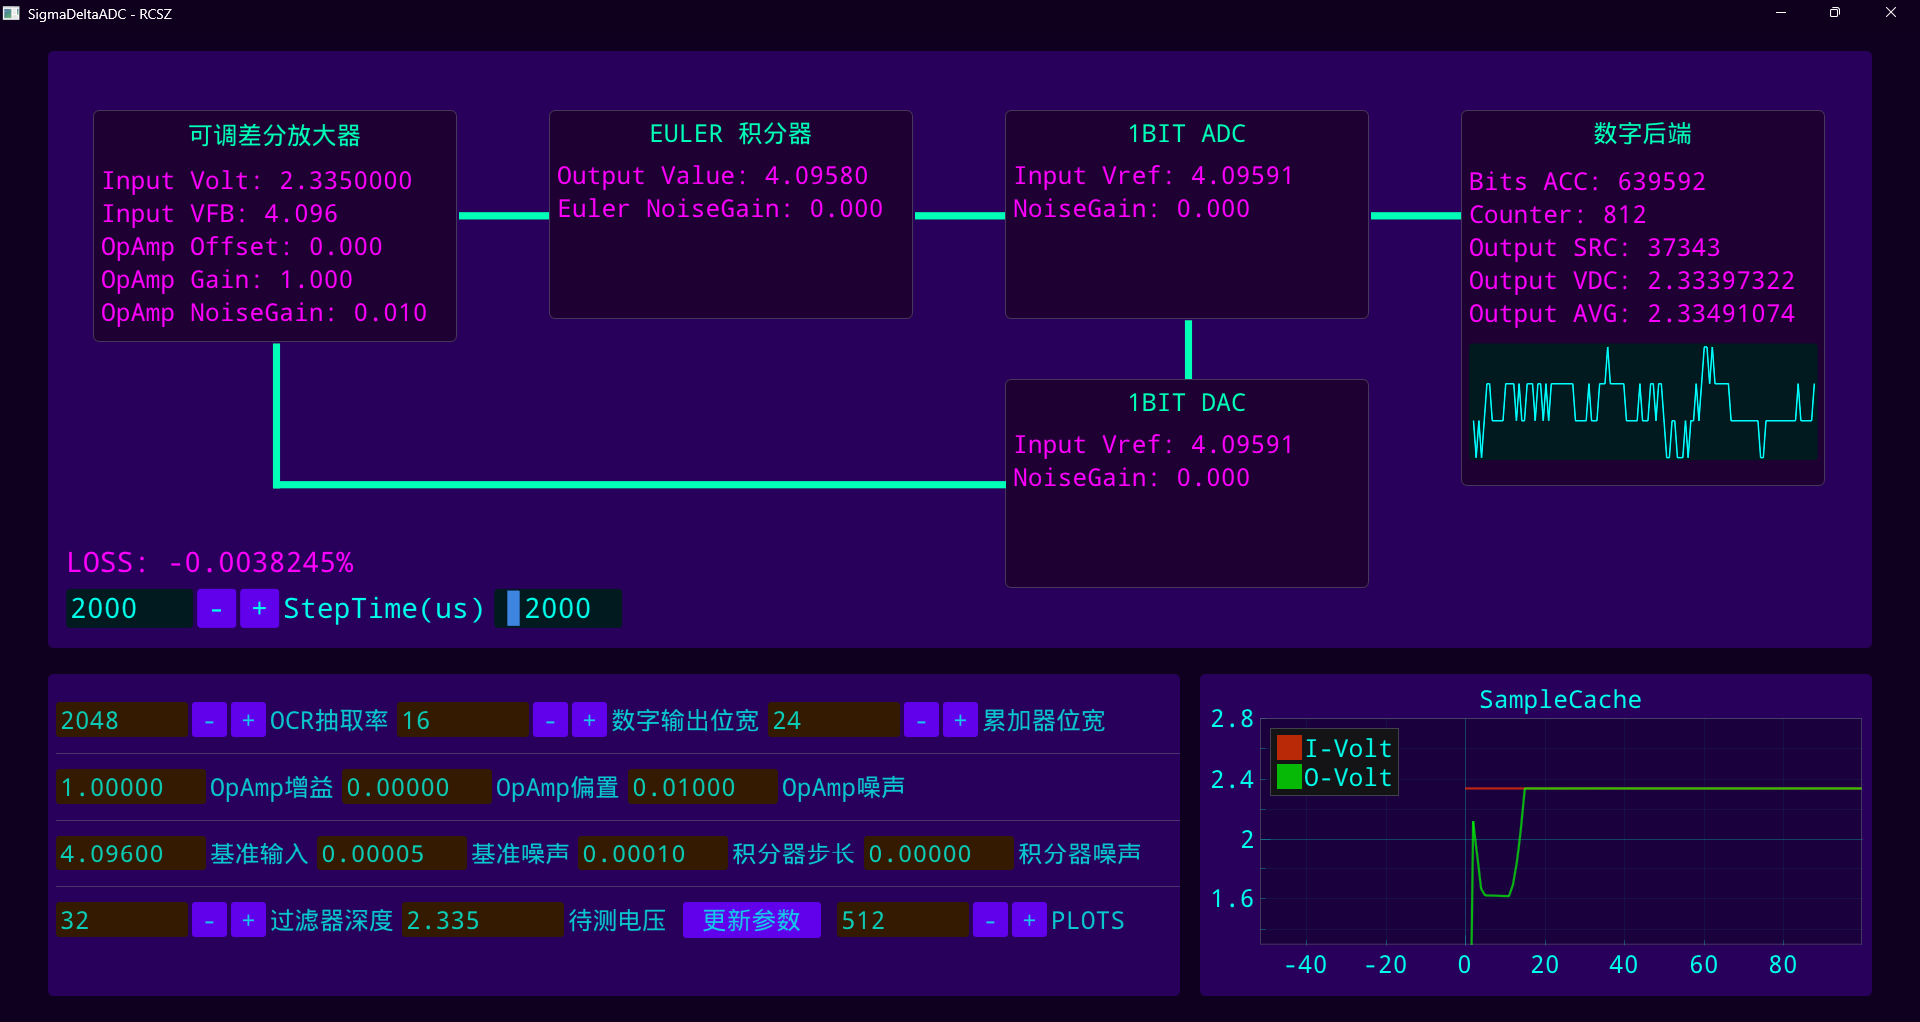 SigmaDeltaADC - RCSZ
可调差分放大器
Input Volt: 2.3350000
Input VFB: 4.096
OpAmp Offset: 0.000
OpAmp Gain: 1.000
OpAmp NoiseGain: 0.010
EULER 积分器
Output Value: 4.09580
Euler NoiseGain: 0.000
1BIT ADC
Input Vref: 4.09591
NoiseGain: 0.000
数字后端
Bits ACC: 639592
Counter: 812
Output SRC: 37343
Output VDC: 2.33397322
Output AVG: 2.33491074
1BIT DAC
Input Vref: 4.09591
NoiseGain: 0.000
LOSS: -0.0038245%
2000 - + StepTime(us) 2000
2048 - + OCR抽取率 16 - + 数字输出位宽 24 - + 累加器位宽
1.00000 OpAmp增益 0.00000 OpAmp偏置 0.01000 OpAmp噪声
4.09600 基准输入 0.00005 基准噪声 0.00010 积分器步长 0.00000 积分器噪声
32 - + 过滤器深度 2.335 待测电压 更新参数 512 - + PLOTS
SampleCache
I-Volt
O-Volt
2.8
2.4
2
1.6
-40 -20 0 20 40 60 80